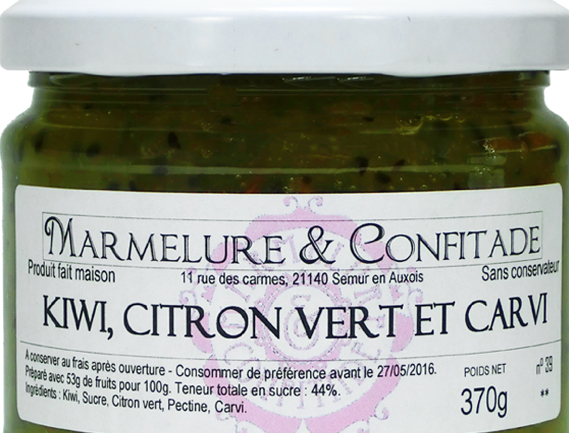 MARMELURE & CONFITADE
Produit fait maison
11 rue des carmes, 21140 Semur en Auxois
Sans conservateur
KIWI, CITRON VERT ET CARVI
A conserver au frais après ouverture - Consommer de préférence avant le 27/05/2016.
Préparé avec 53g de fruits pour 100g. Teneur totale en sucre : 44%.
Ingrédients : Kiwi, Sucre, Citron vert, Pectine, Carvi.
POIDS NET
370g
n° 39
**